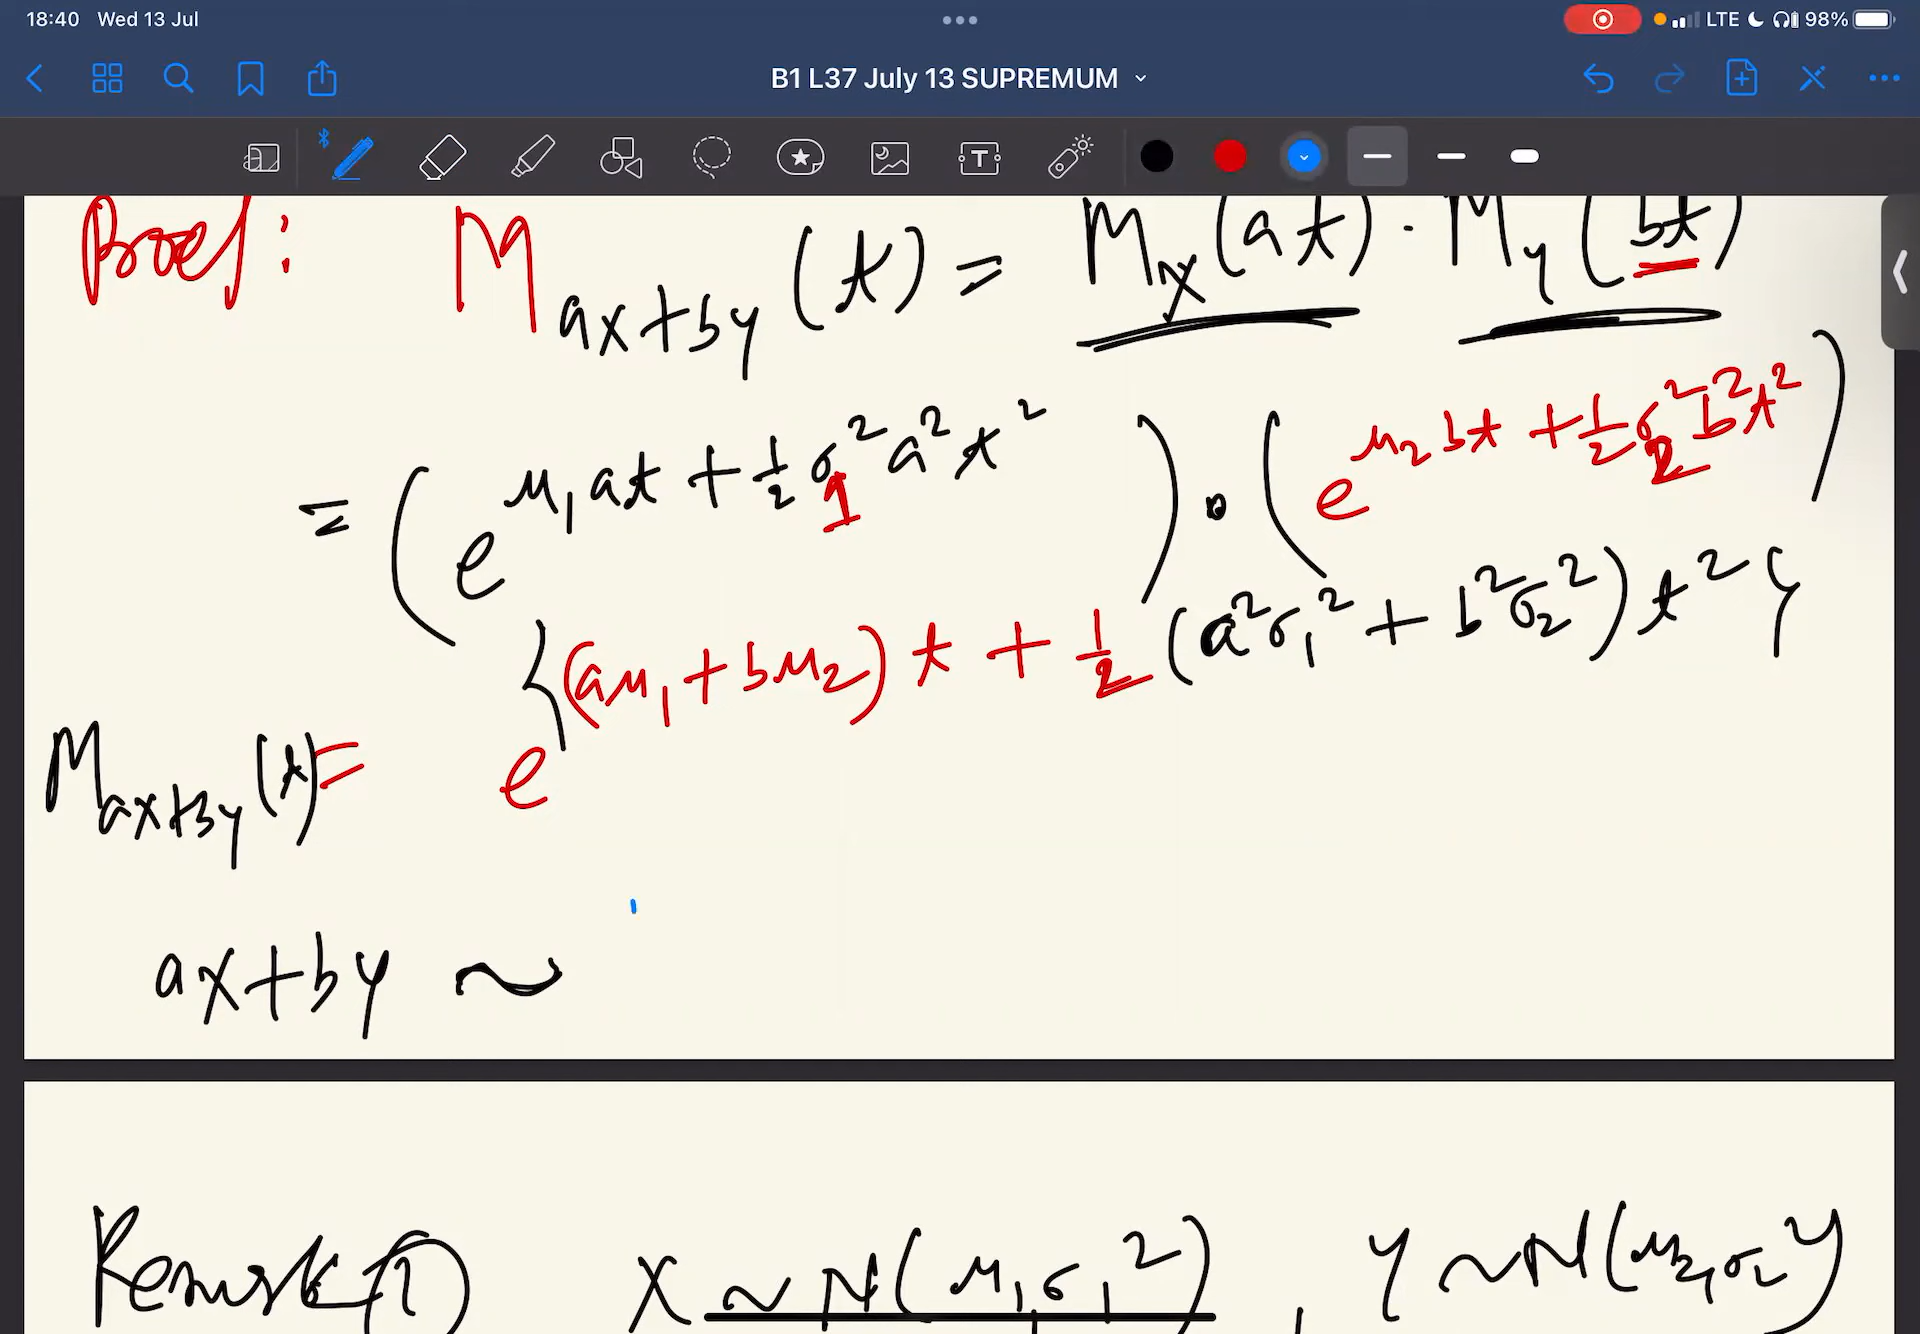 18:40 Wed 13 Jul LTE 98%
B1 L37 July 13 SUPREMUM
T
Proof: M_{ax+by}(t) = M_X(at) · M_y(bt)
= (e^{μ₁at + ½σ₁²a²t²}) · (e^{μ₂bt + ½σ₂²b²t²})
M_{ax+by}(t) = e^{{(aμ₁+bμ₂)t + ½(a²σ₁² + b²σ₂²)t²}}
ax+by ~
Remark ① X ~ N(μ₁,σ₁²), Y ~ N(μ₂,σ₂²)